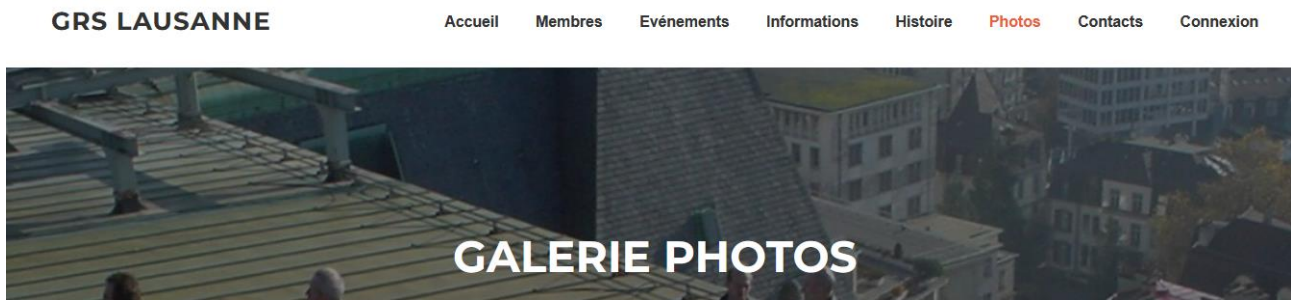 GRS LAUSANNE
Accueil Membres Evénements Informations Histoire Photos Contacts Connexion
GALERIE PHOTOS